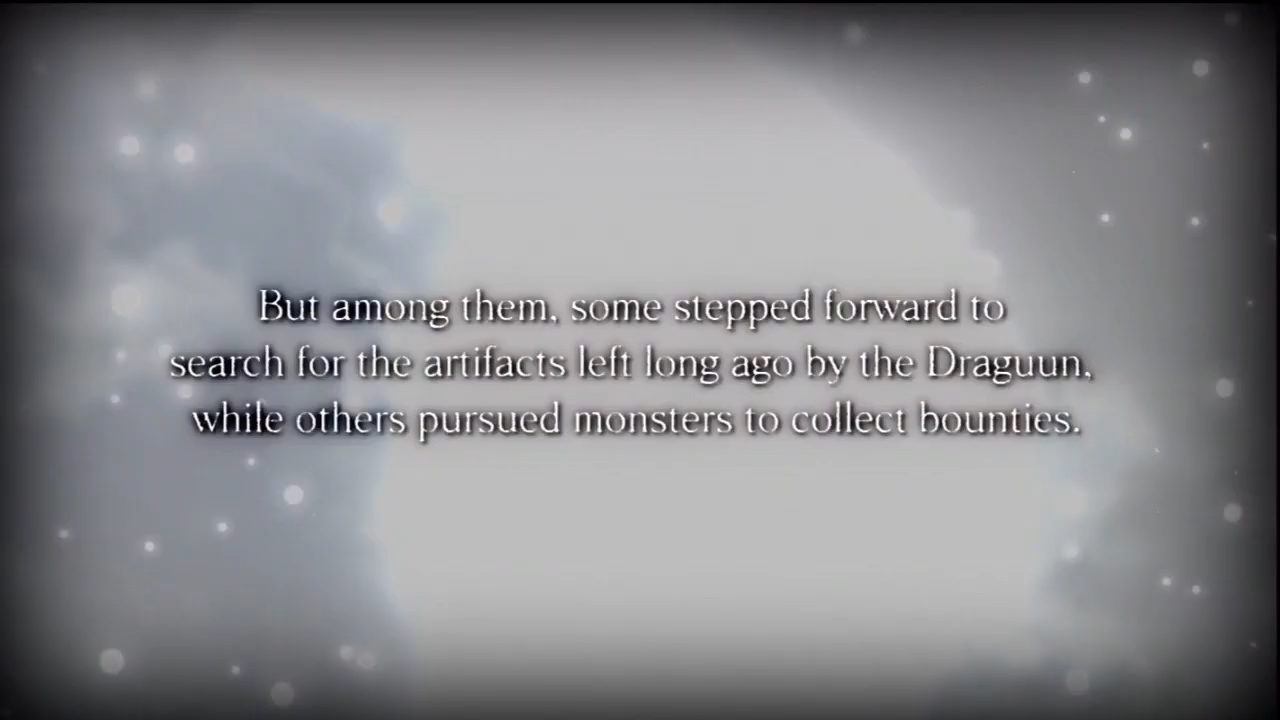 But among them, some stepped forward to
search for the artifacts left long ago by the Draguun,
while others pursued monsters to collect bounties.